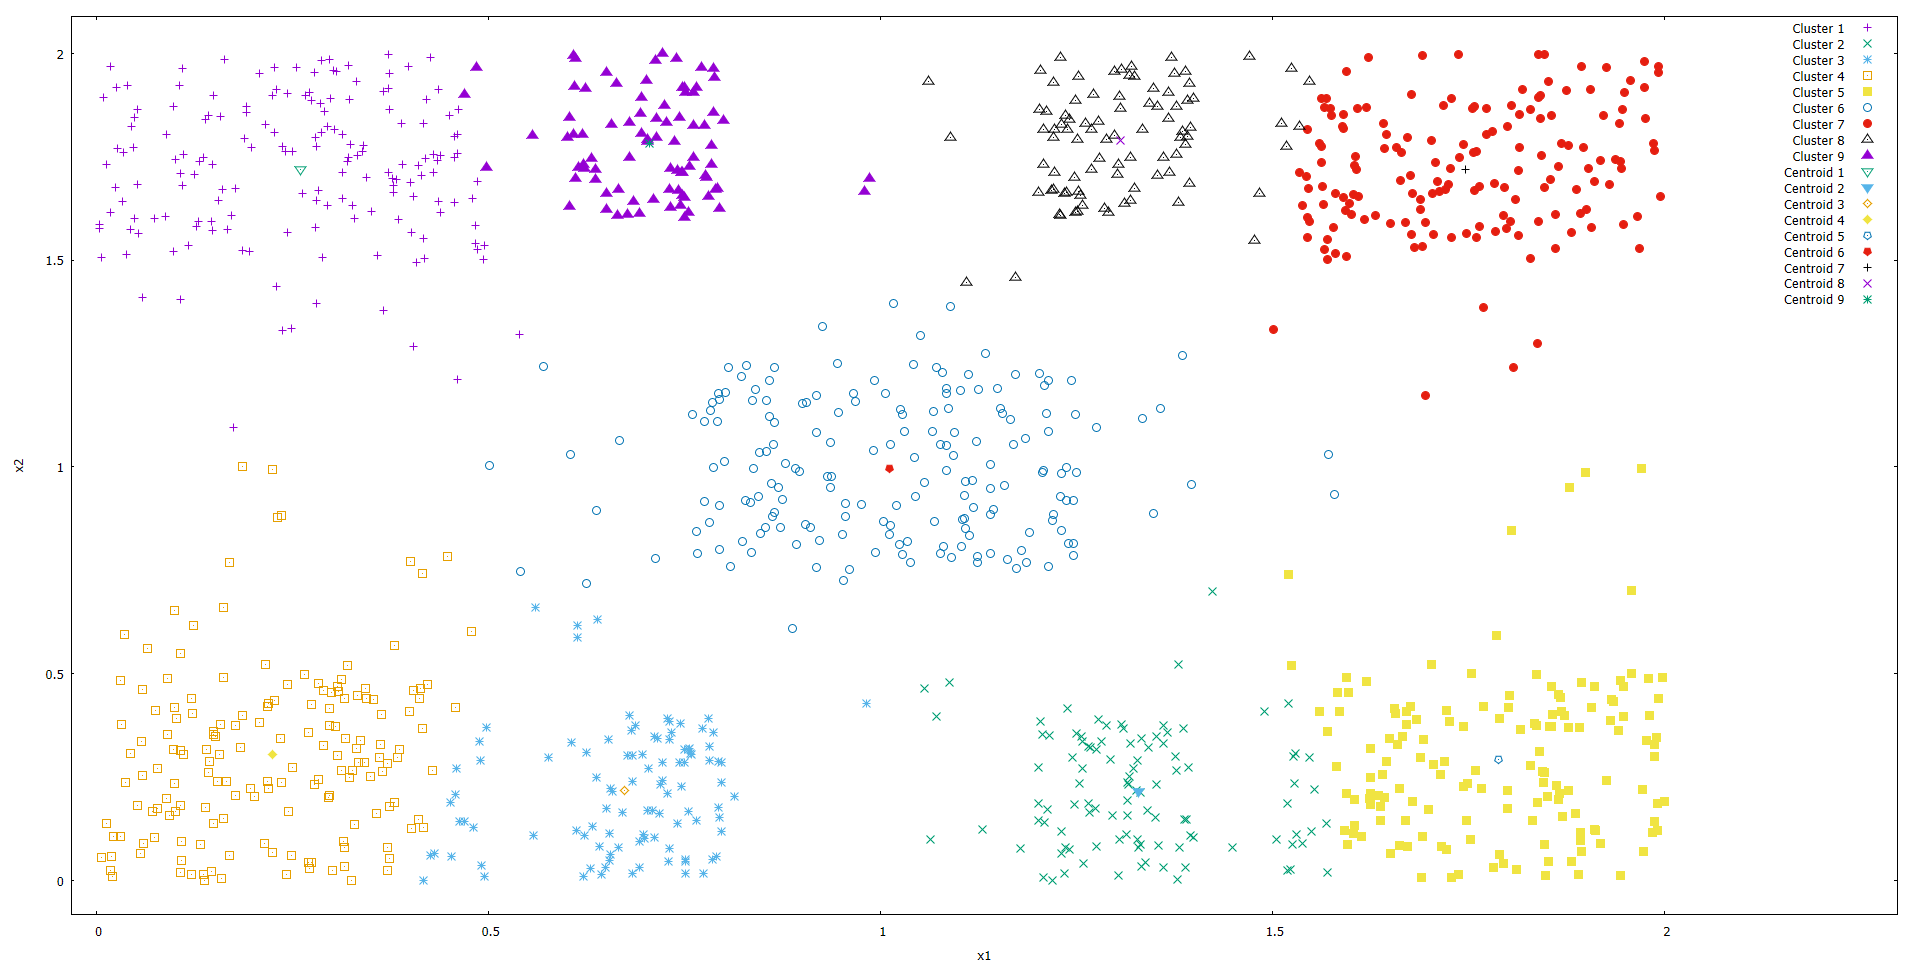 Cluster 1
Cluster 2
Cluster 3
Cluster 4
Cluster 5
Cluster 6
Cluster 7
Cluster 8
Cluster 9
Centroid 1
Centroid 2
Centroid 3
Centroid 4
Centroid 5
Centroid 6
Centroid 7
Centroid 8
Centroid 9
2
1.5
1
0.5
0
x2
0
0.5
1
1.5
2
x1